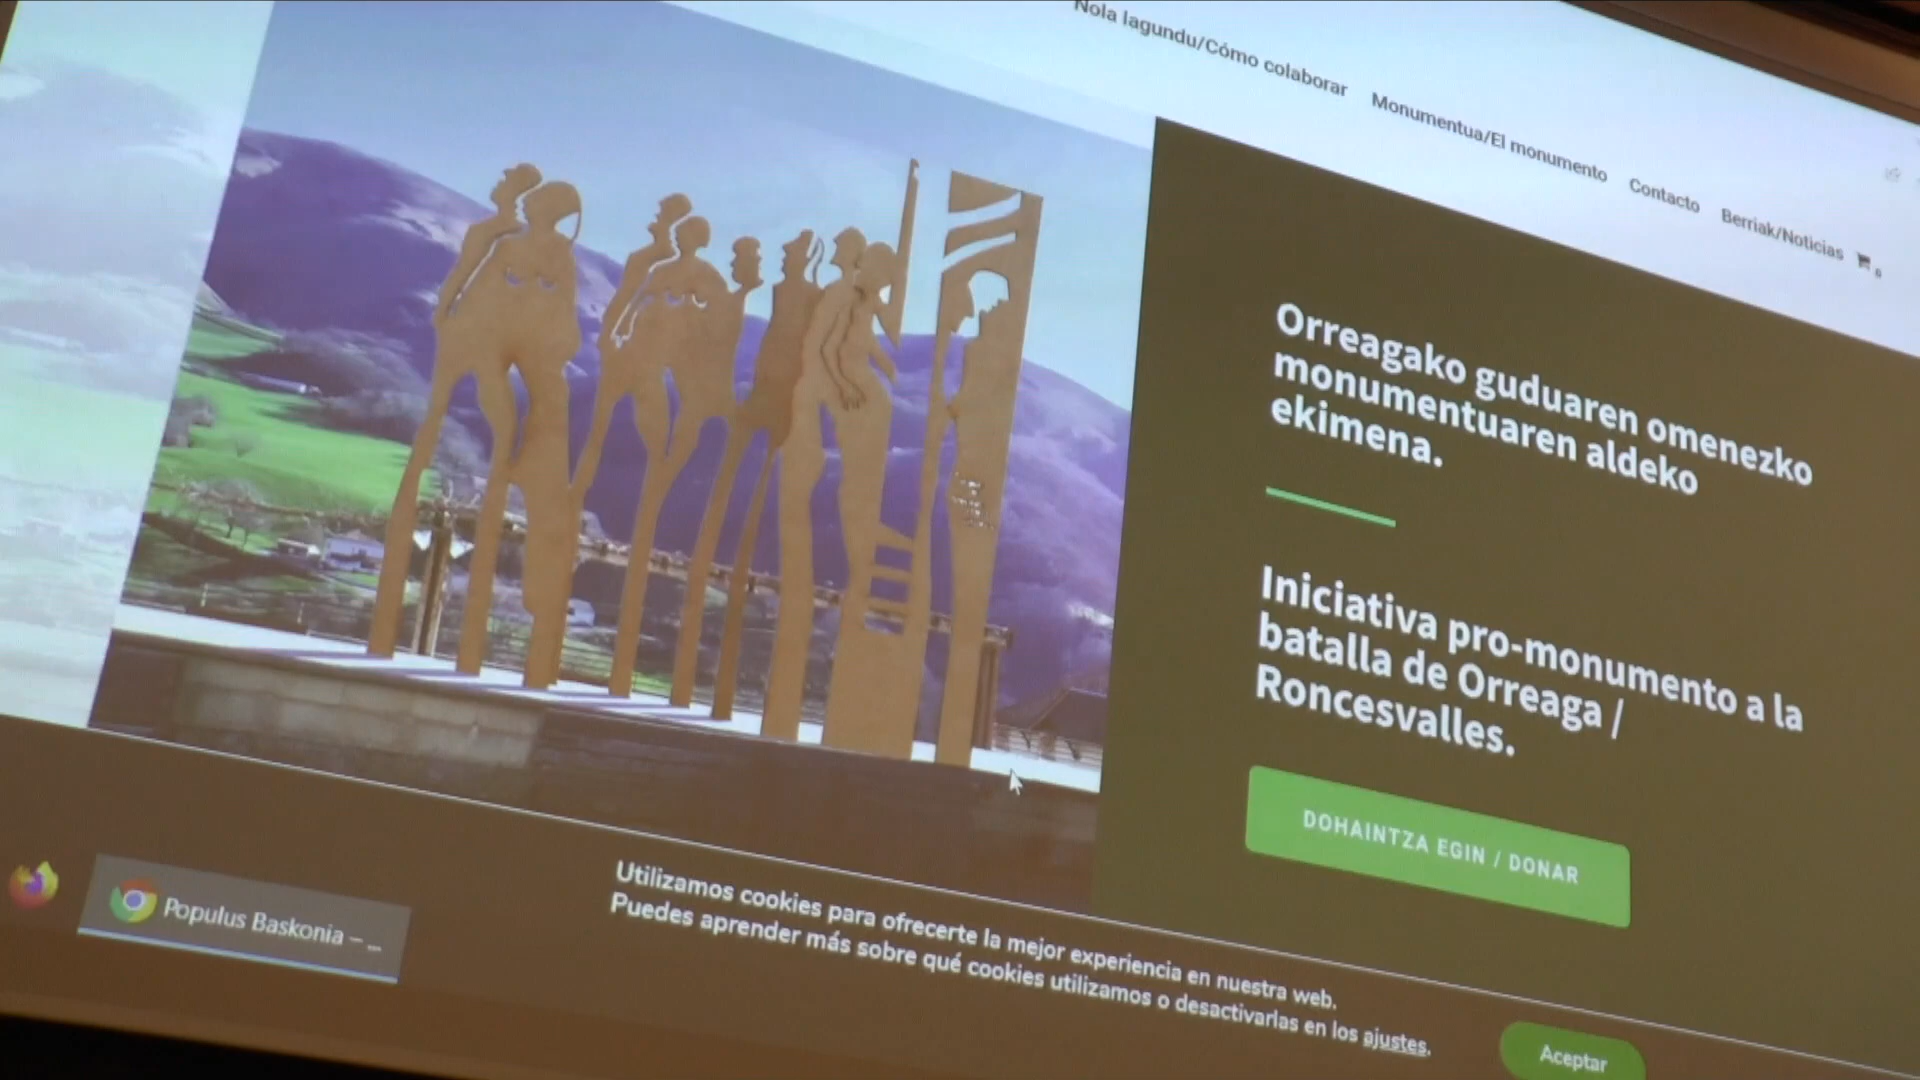 Nola lagundu/Cómo colaborar
Monumentua/El monumento
Contacto
Berriak/Noticias
0
Orreagako guduaren omenezko
monumentuaren aldeko
ekimena.
Iniciativa pro-monumento a la
batalla de Orreaga /
Roncesvalles.
DOHAINTZA EGIN / DONAR
Populus Baskonia – ...
Utilizamos cookies para ofrecerte la mejor experiencia en nuestra web.
Puedes aprender más sobre qué cookies utilizamos o desactivarlas en los ajustes.
Aceptar